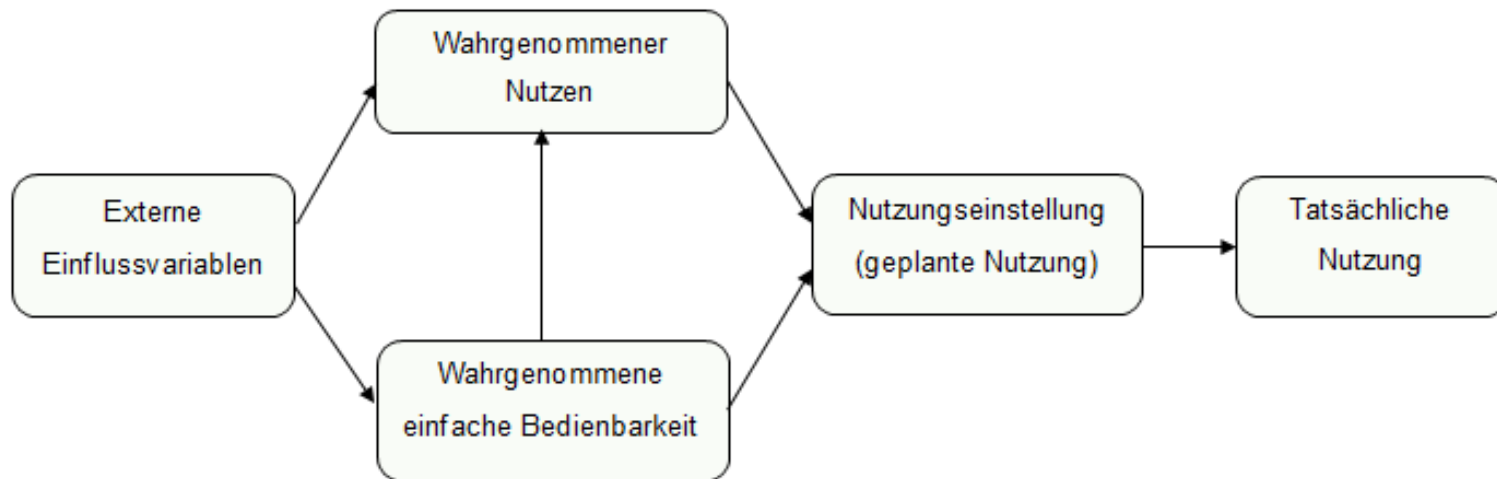 Wahrgenommener
Nutzen
Externe
Einflussvariablen
Nutzungseinstellung
(geplante Nutzung)
Tatsächliche
Nutzung
Wahrgenommene
einfache Bedienbarkeit